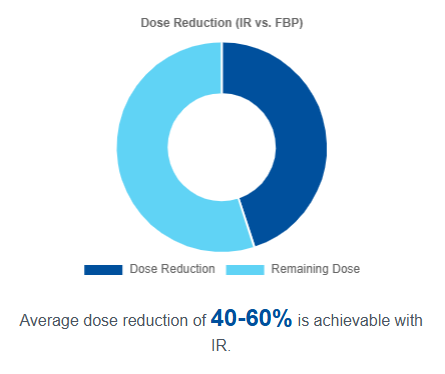 Dose Reduction (IR vs. FBP)
Dose Reduction Remaining Dose
Average dose reduction of 40-60% is achievable with
IR.